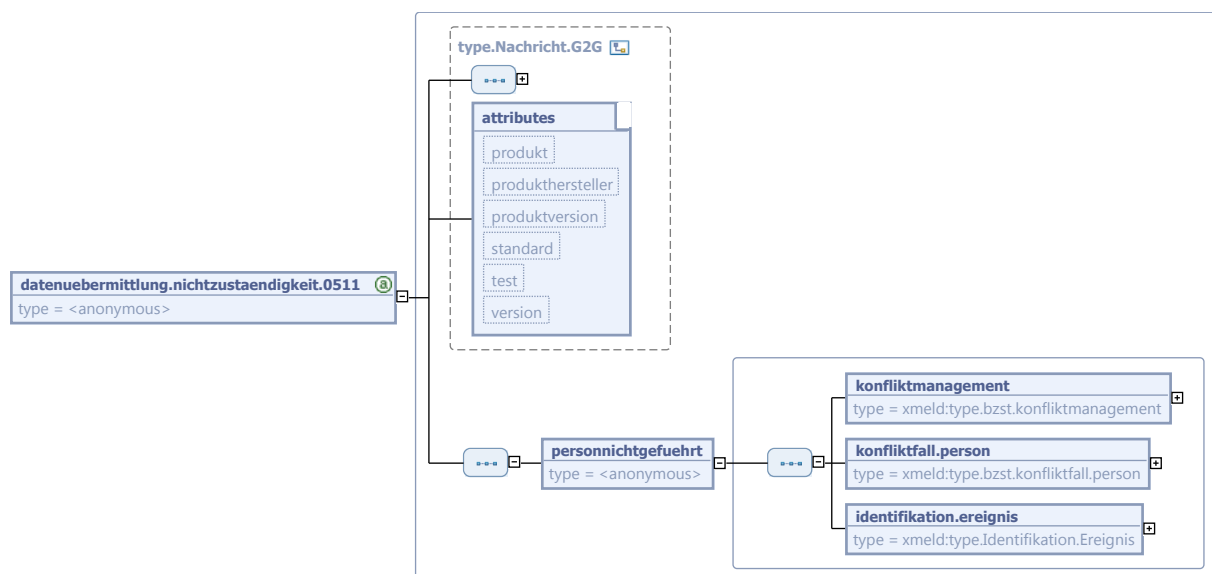 type.Nachricht.G2G
attributes
produkt
produkthersteller
produktversion
standard
test
version
datenuebermittlung.nichtzustaendigkeit.0511 a
type = <anonymous>
personnichtgefuehrt
type = <anonymous>
konfliktmanagement
type = xmeld:type.bzst.konfliktmanagement
konfliktfall.person
type = xmeld:type.bzst.konfliktfall.person
identifikation.ereignis
type = xmeld:type.Identifikation.Ereignis